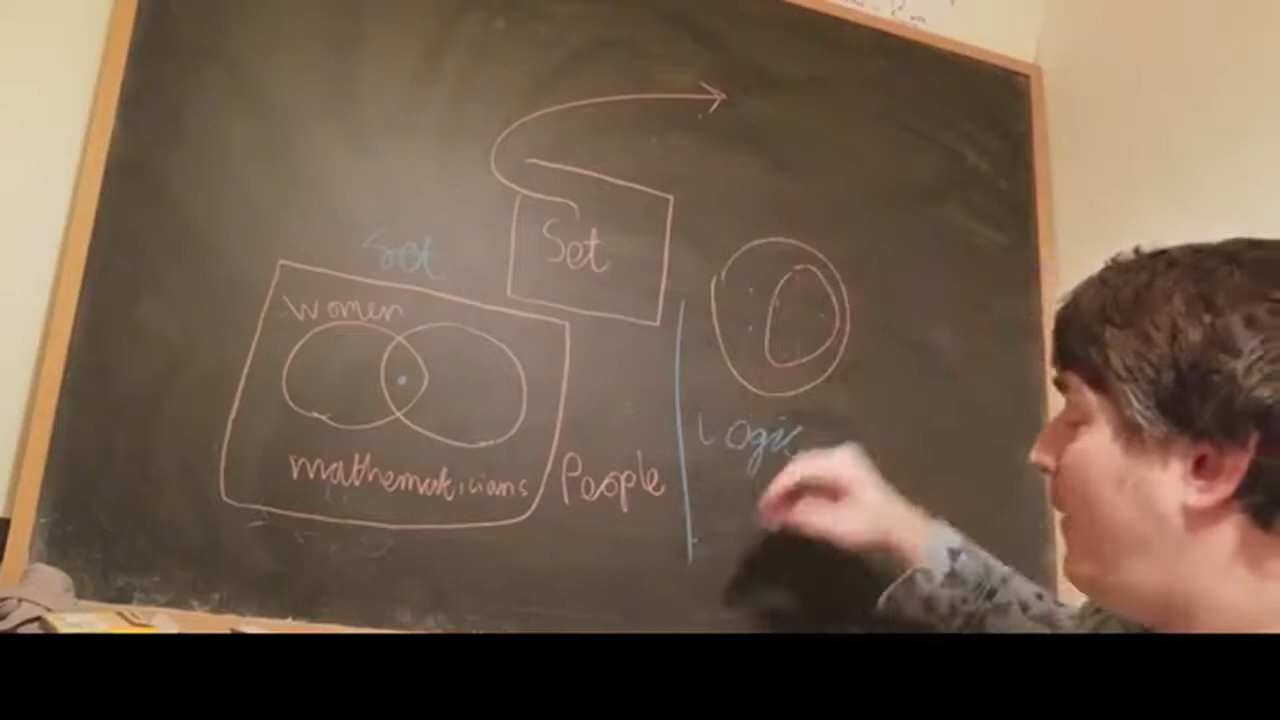 Set
Set
women
mathematicians
People
Logic